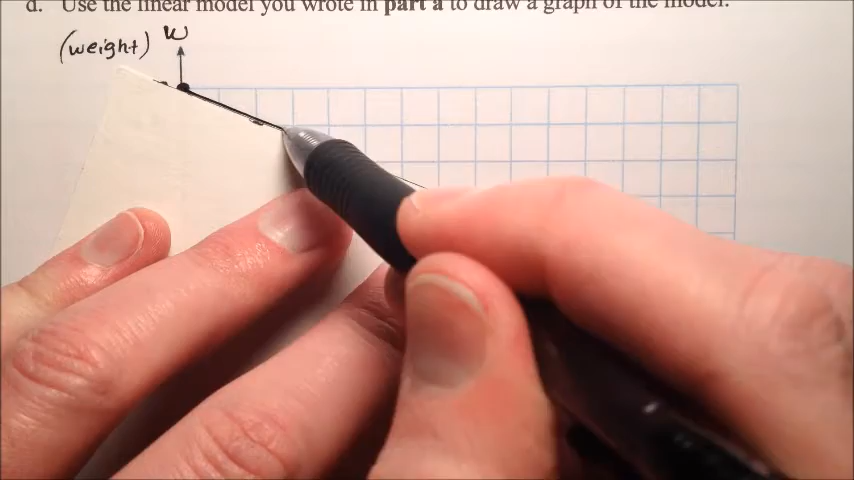 d. Use the linear model you wrote in part a to draw a graph of the model.
(weight) W